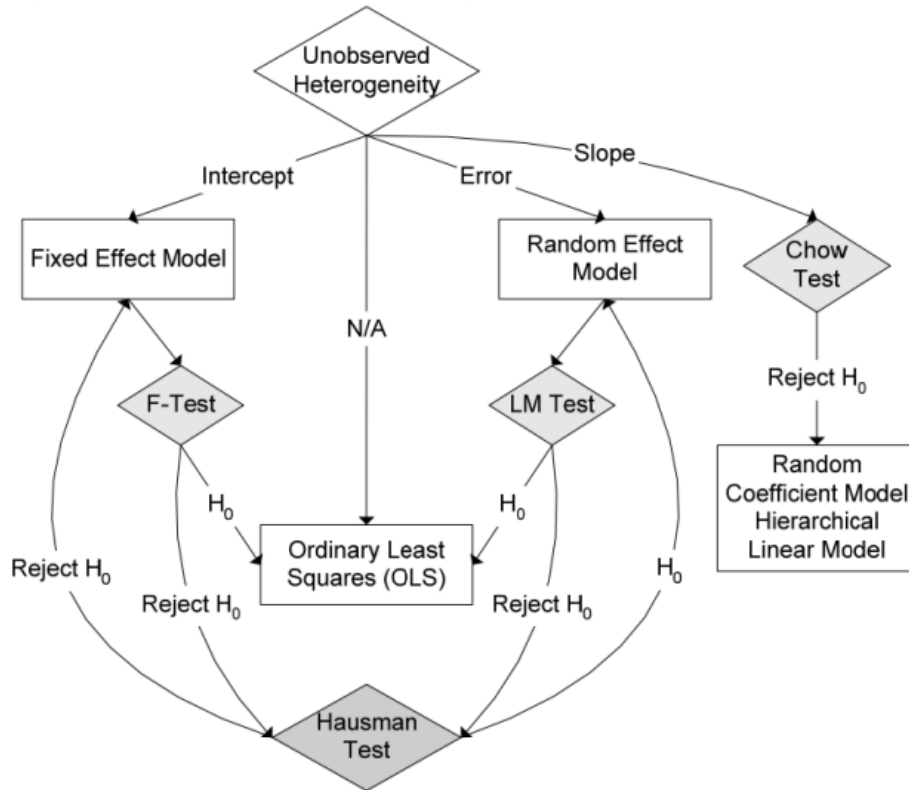 Unobserved
Heterogeneity
Slope
Intercept
Error
Fixed Effect Model
Random Effect
Model
Chow
Test
N/A
Reject H₀
F-Test
LM Test
Random
Coefficient Model
Hierarchical
Linear Model
H₀
H₀
Ordinary Least
Squares (OLS)
Reject H₀
H₀
Reject H₀
Reject H₀
Hausman
Test